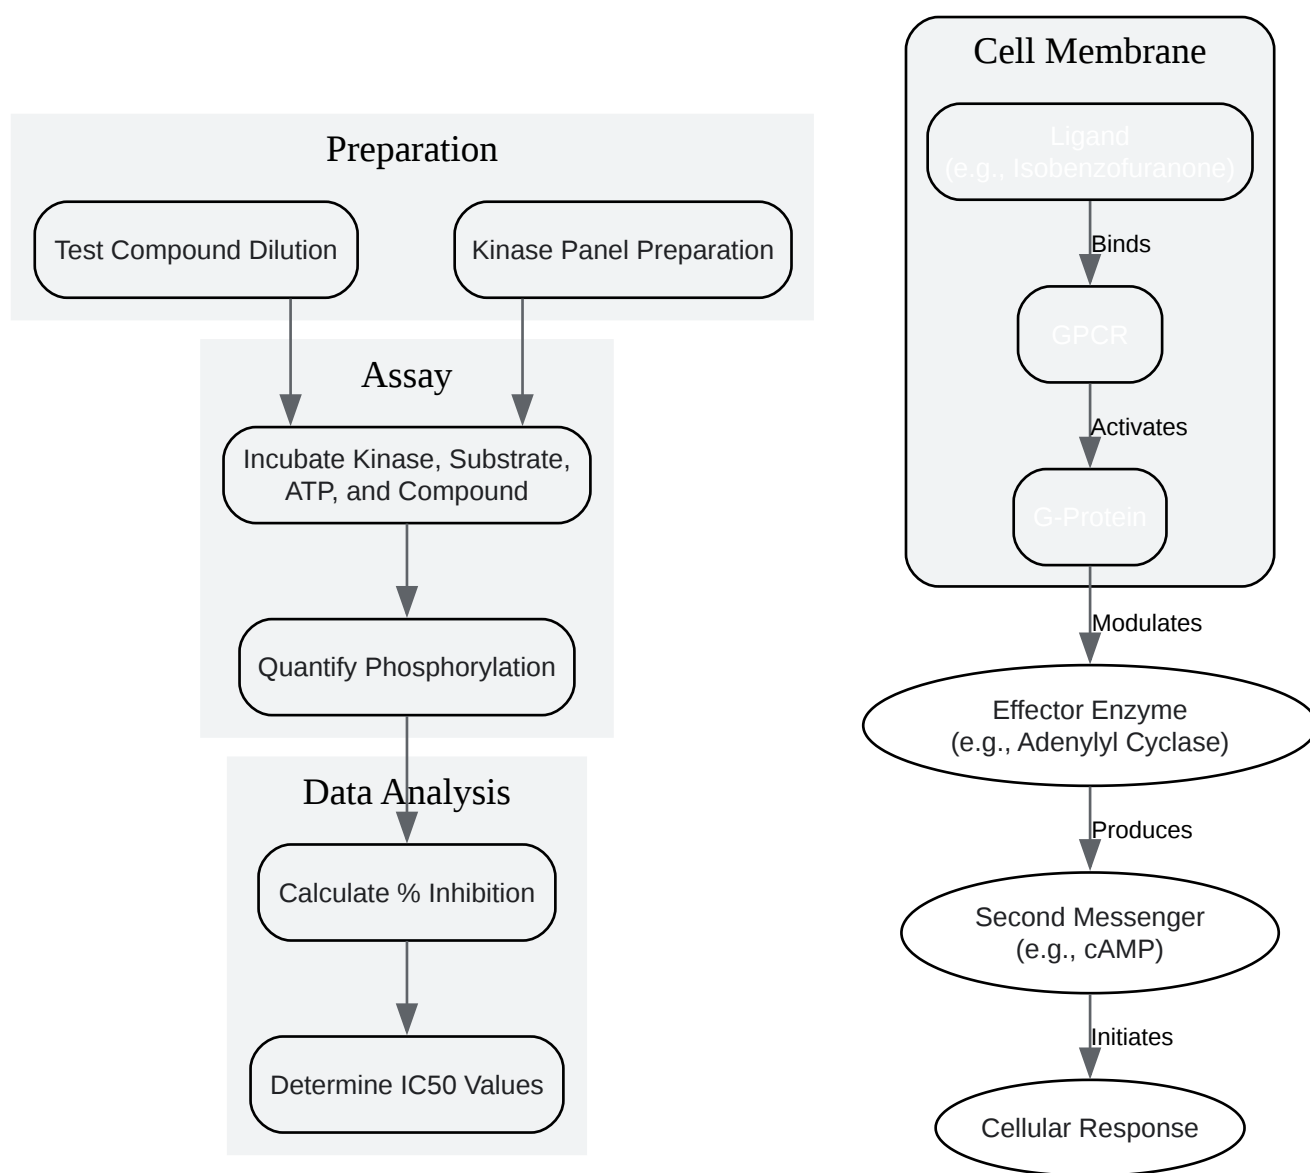 Preparation
Test Compound Dilution
Kinase Panel Preparation
Assay
Incubate Kinase, Substrate,
ATP, and Compound
Quantify Phosphorylation
Data Analysis
Calculate % Inhibition
Determine IC50 Values
Cell Membrane
Ligand
(e.g., Isobenzofuranone)
Binds
GPCR
Activates
G-Protein
Modulates
Effector Enzyme
(e.g., Adenylyl Cyclase)
Produces
Second Messenger
(e.g., cAMP)
Initiates
Cellular Response